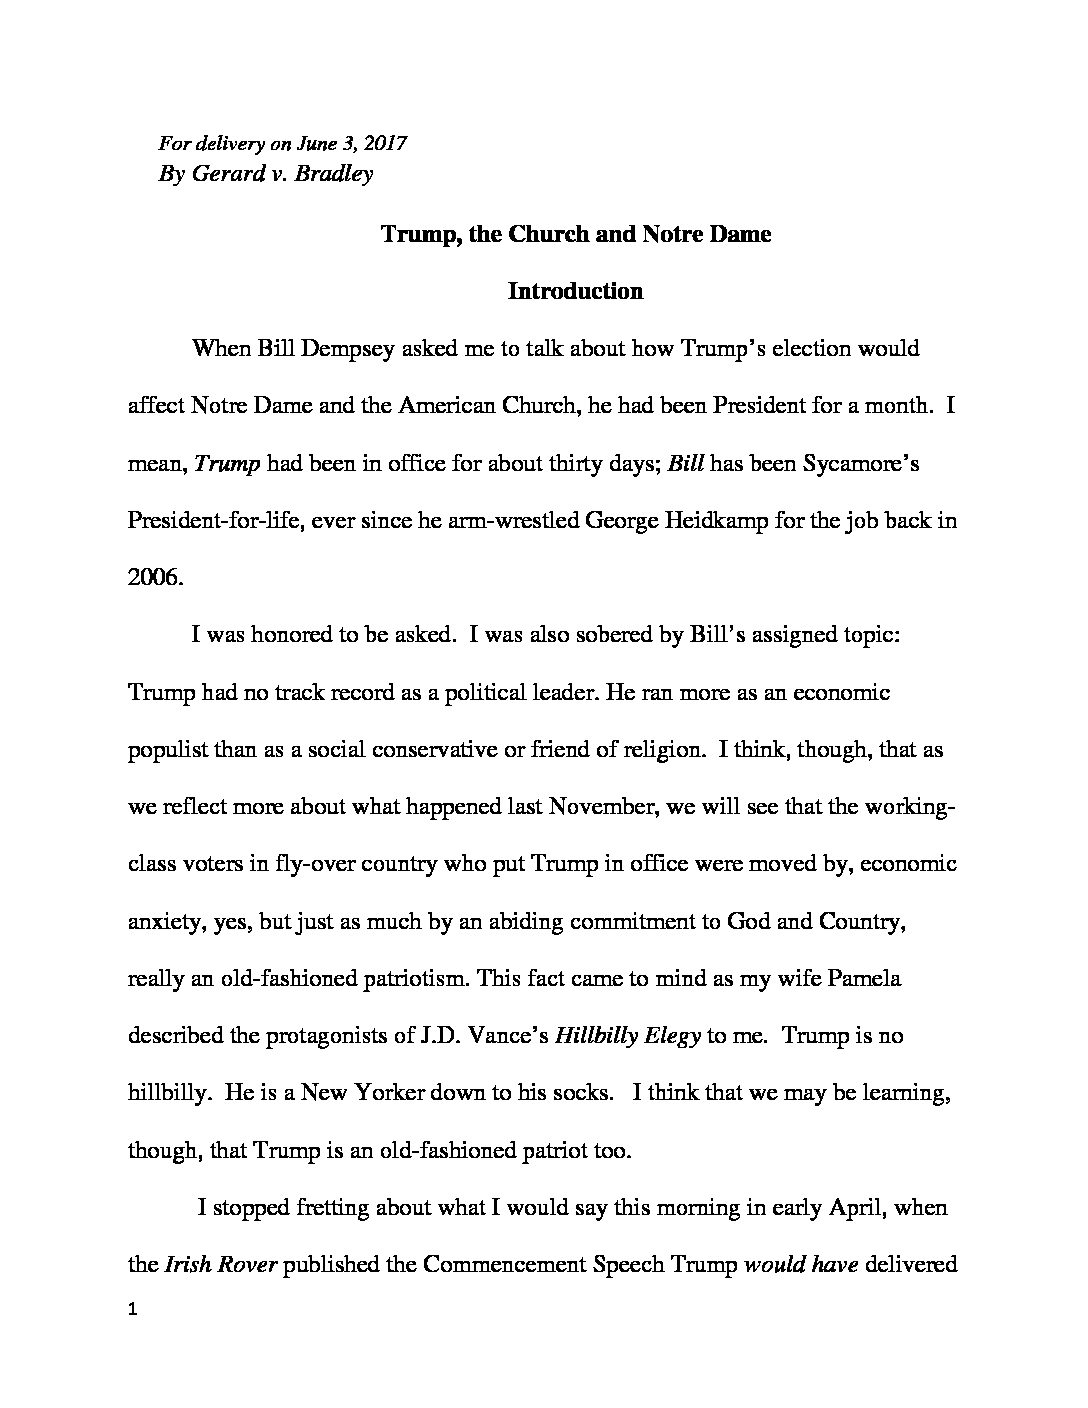 For delivery on June 3, 2017
By Gerard v. Bradley
Trump, the Church and Notre Dame
Introduction
When Bill Dempsey asked me to talk about how Trump’s election would
affect Notre Dame and the American Church, he had been President for a month.  I
mean, Trump had been in office for about thirty days; Bill has been Sycamore’s
President-for-life, ever since he arm-wrestled George Heidkamp for the job back in
2006.
I was honored to be asked.  I was also sobered by Bill’s assigned topic:
Trump had no track record as a political leader. He ran more as an economic
populist than as a social conservative or friend of religion.  I think, though, that as
we reflect more about what happened last November, we will see that the working-
class voters in fly-over country who put Trump in office were moved by, economic
anxiety, yes, but just as much by an abiding commitment to God and Country,
really an old-fashioned patriotism. This fact came to mind as my wife Pamela
described the protagonists of J.D. Vance’s Hillbilly Elegy to me.  Trump is no
hillbilly.  He is a New Yorker down to his socks.   I think that we may be learning,
though, that Trump is an old-fashioned patriot too.
I stopped fretting about what I would say this morning in early April, when
the Irish Rover published the Commencement Speech Trump would have delivered
1